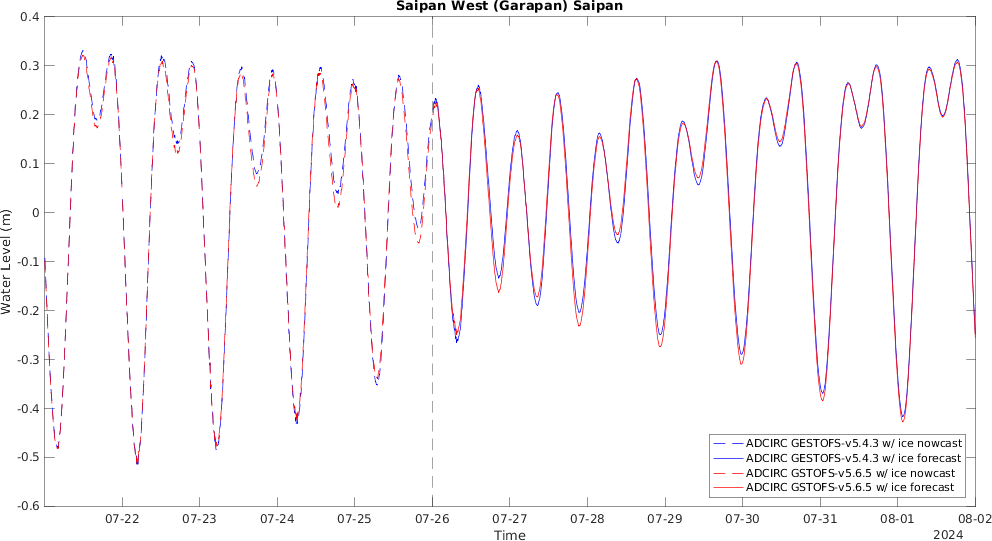 Saipan West (Garapan) Saipan
Water Level (m)
0.4
0.3
0.2
0.1
0
-0.1
-0.2
-0.3
-0.4
-0.5
-0.6
ADCIRC GESTOFS-v5.4.3 w/ ice nowcast
ADCIRC GESTOFS-v5.4.3 w/ ice forecast
ADCIRC GSTOFS-v5.6.5 w/ ice nowcast
ADCIRC GSTOFS-v5.6.5 w/ ice forecast
07-22 07-23 07-24 07-25 07-26 07-27 07-28 07-29 07-30 07-31 08-01 08-02
Time
2024